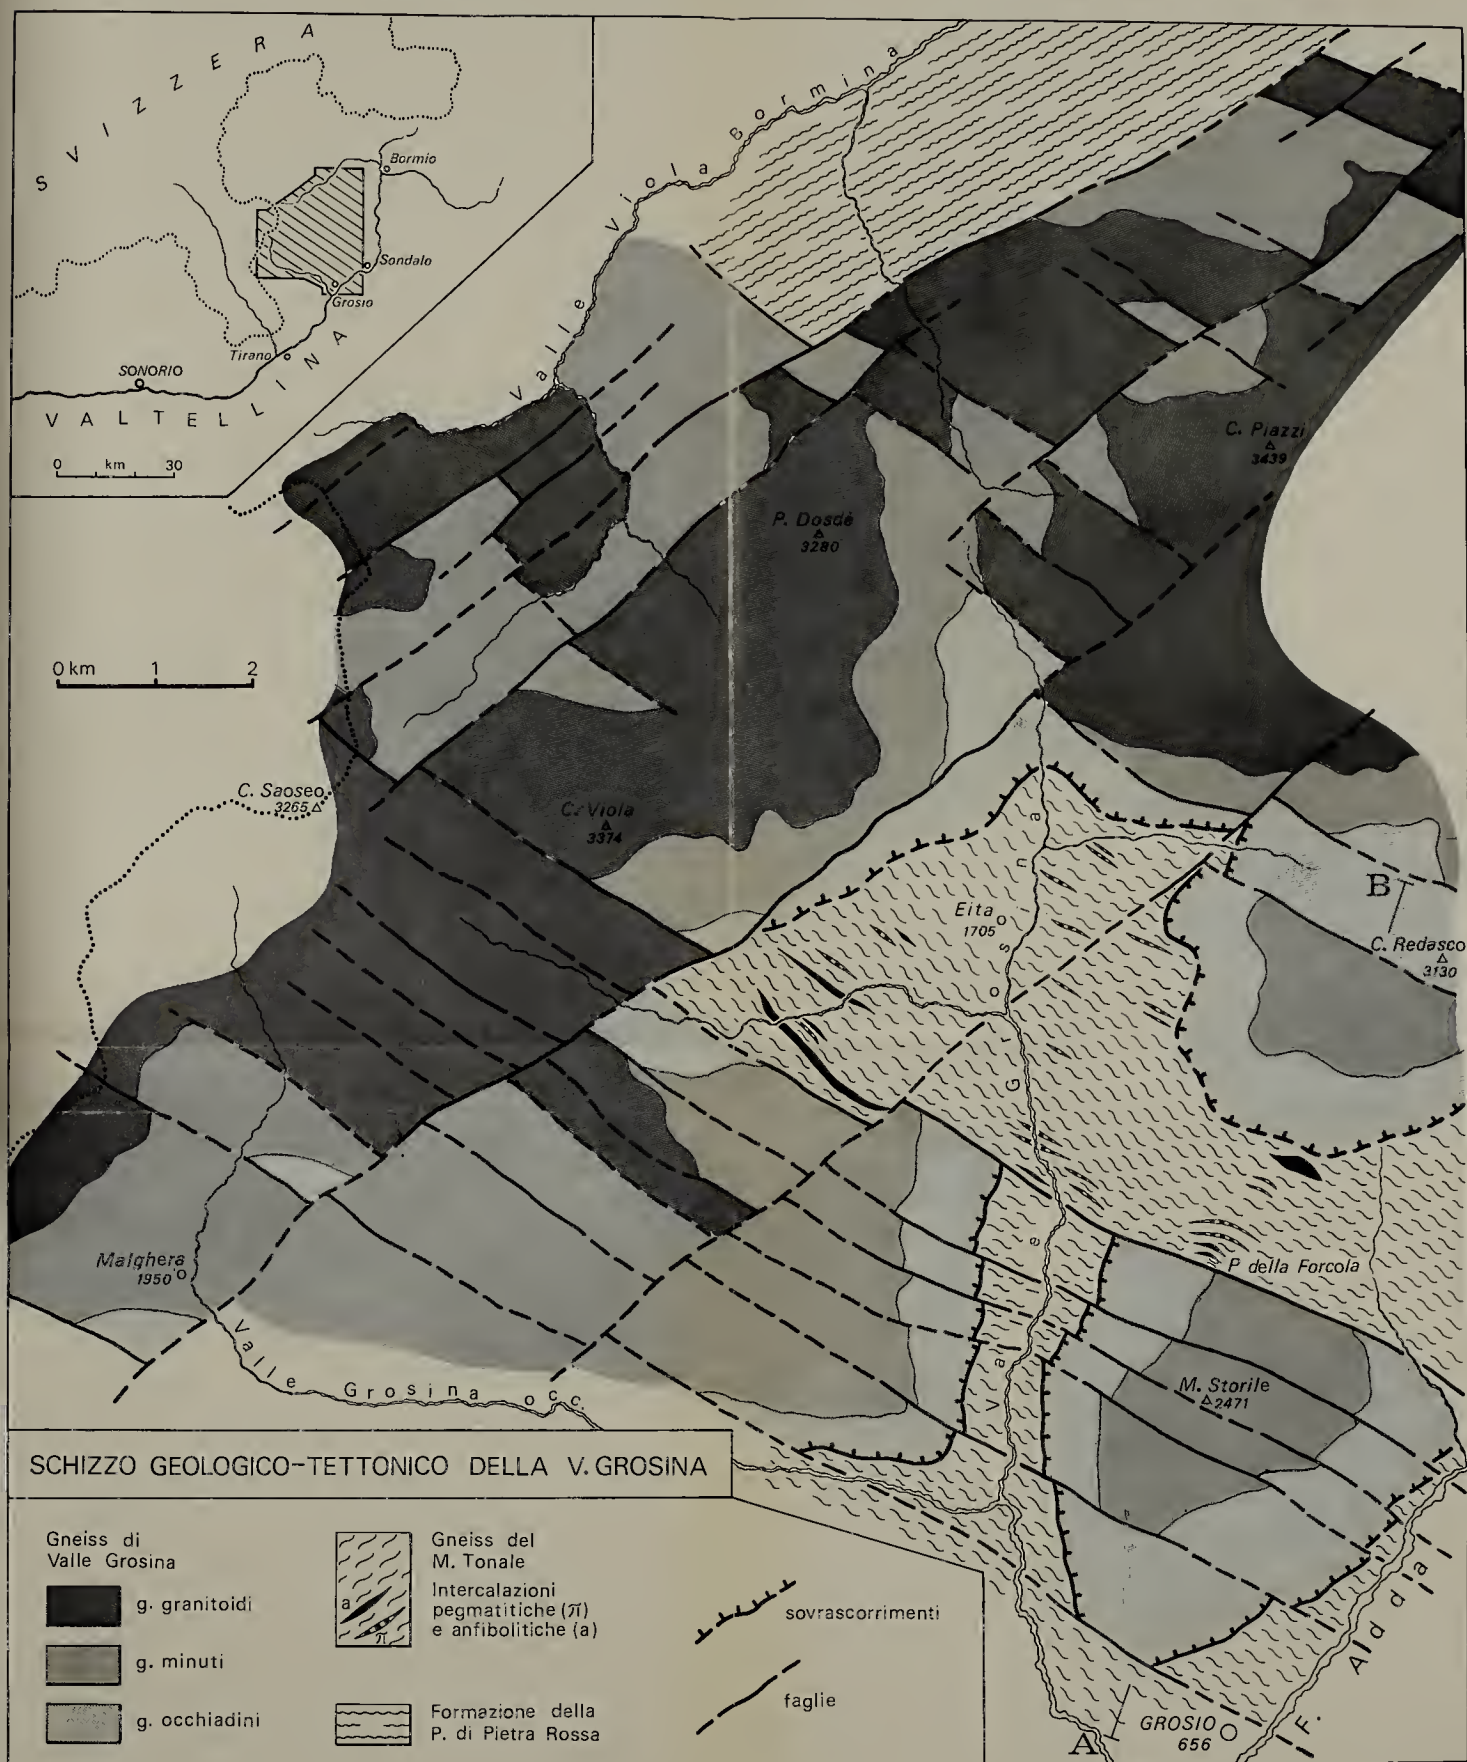 SVIZZERA
Bormio
Sondalo
Grosio
Tirano
SONORIO
VALTELLINA
0 km 30
Valle Viola Bormina
C. Piazzi
3439
P. Dosdè
3280
0 km 1 2
C. Saoseo
3265
C. Viola
3374
Eita
1705
B
C. Redasco
3130
Val Grosina
Malghera
1950
P. della Forcola
Valle Grosina occ.
M. Storile
2471
SCHIZZO GEOLOGICO-TETTONICO DELLA V. GROSINA
Gneiss di
Valle Grosina
g. granitoidi
g. minuti
g. occhiadini
Gneiss del
M. Tonale
Intercalazioni
pegmatitiche (π)
e anfibolitiche (a)
a
π
Formazione della
P. di Pietra Rossa
sovrascorrimenti
faglie
A
GROSIO
656
F. Adda